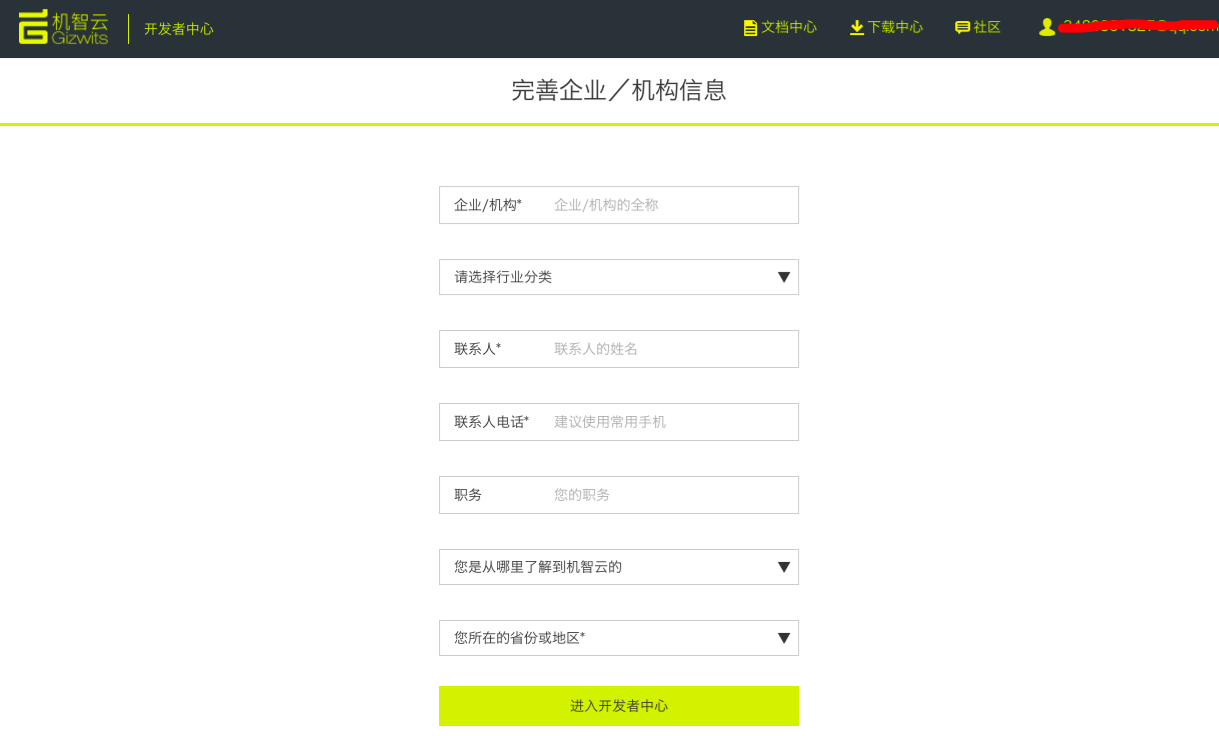 机智云
Gizwits
开发者中心
文档中心
下载中心
社区
完善企业／机构信息
企业/机构* 企业/机构的全称
请选择行业分类
联系人* 联系人的姓名
联系人电话* 建议使用常用手机
职务 您的职务
您是从哪里了解到机智云的
您所在的省份或地区*
进入开发者中心